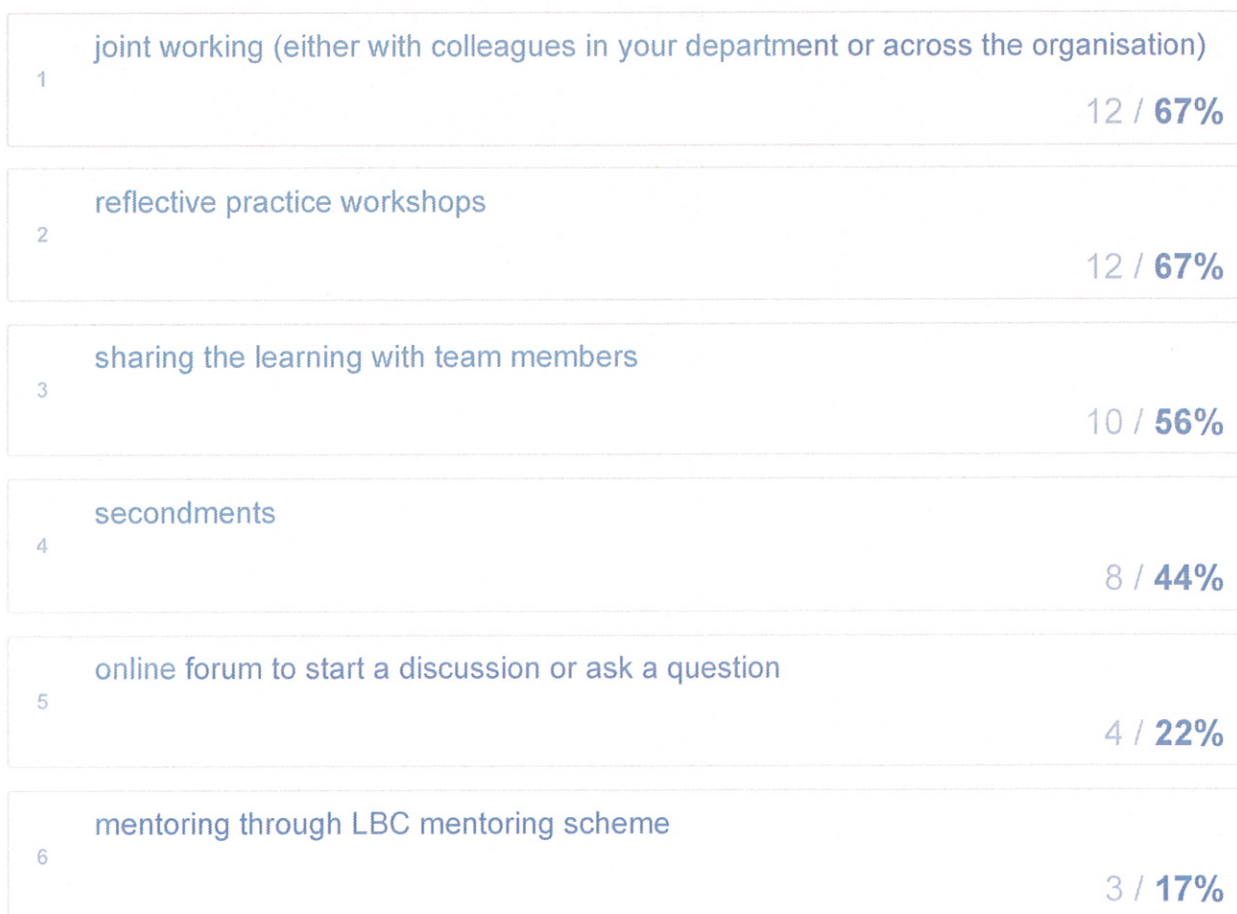 joint working (either with colleagues in your department or across the organisation)
1
12 / 67%
reflective practice workshops
2
12 / 67%
sharing the learning with team members
3
10 / 56%
secondments
4
8 / 44%
online forum to start a discussion or ask a question
5
4 / 22%
mentoring through LBC mentoring scheme
6
3 / 17%